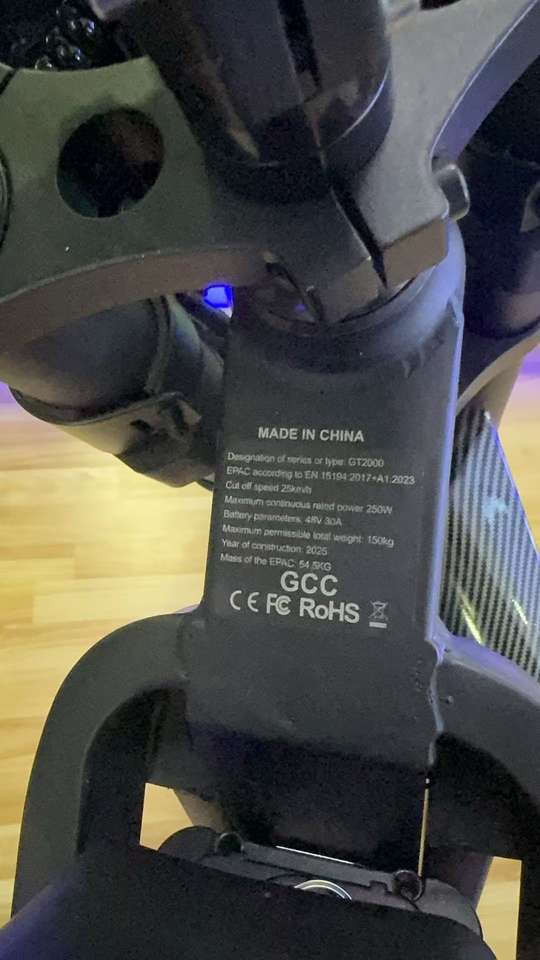 MADE IN CHINA
Designation of series or type: GT2000
EPAC according to EN 15194:2017+A1:2023
Cut off speed 25km/h
Maximum continuous rated power 250W
Battery parameters: 48V 30A
Maximum permissible total weight: 150kg
Year of construction: 2025
Mass of the EPAC: 54.5KG
GCC
CE FC RoHS